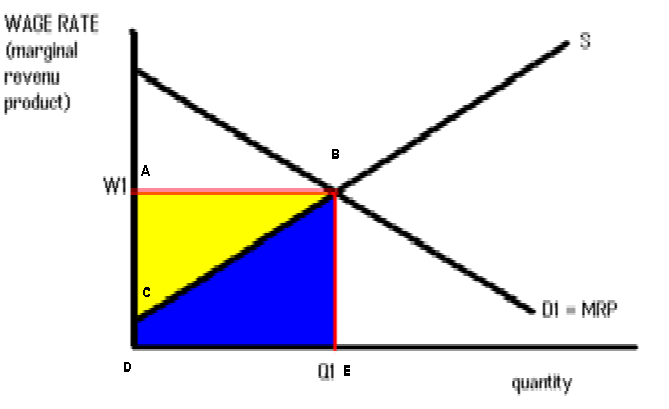 WAGE RATE
(marginal
revenu
product)
S
B
A
W1
C
D1 = MRP
D
Q1 E
quantity